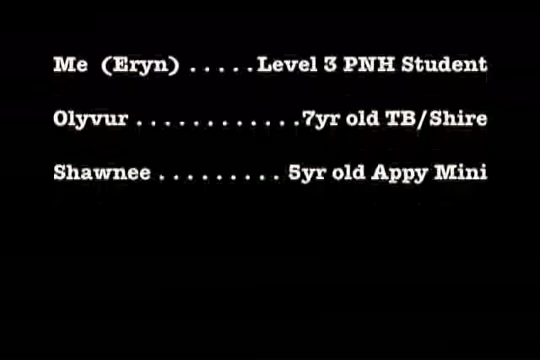 Me (Eryn) .....Level 3 PNH Student
Olyvur ............7yr old TB/Shire
Shawnee ......... 5yr old Appy Mini